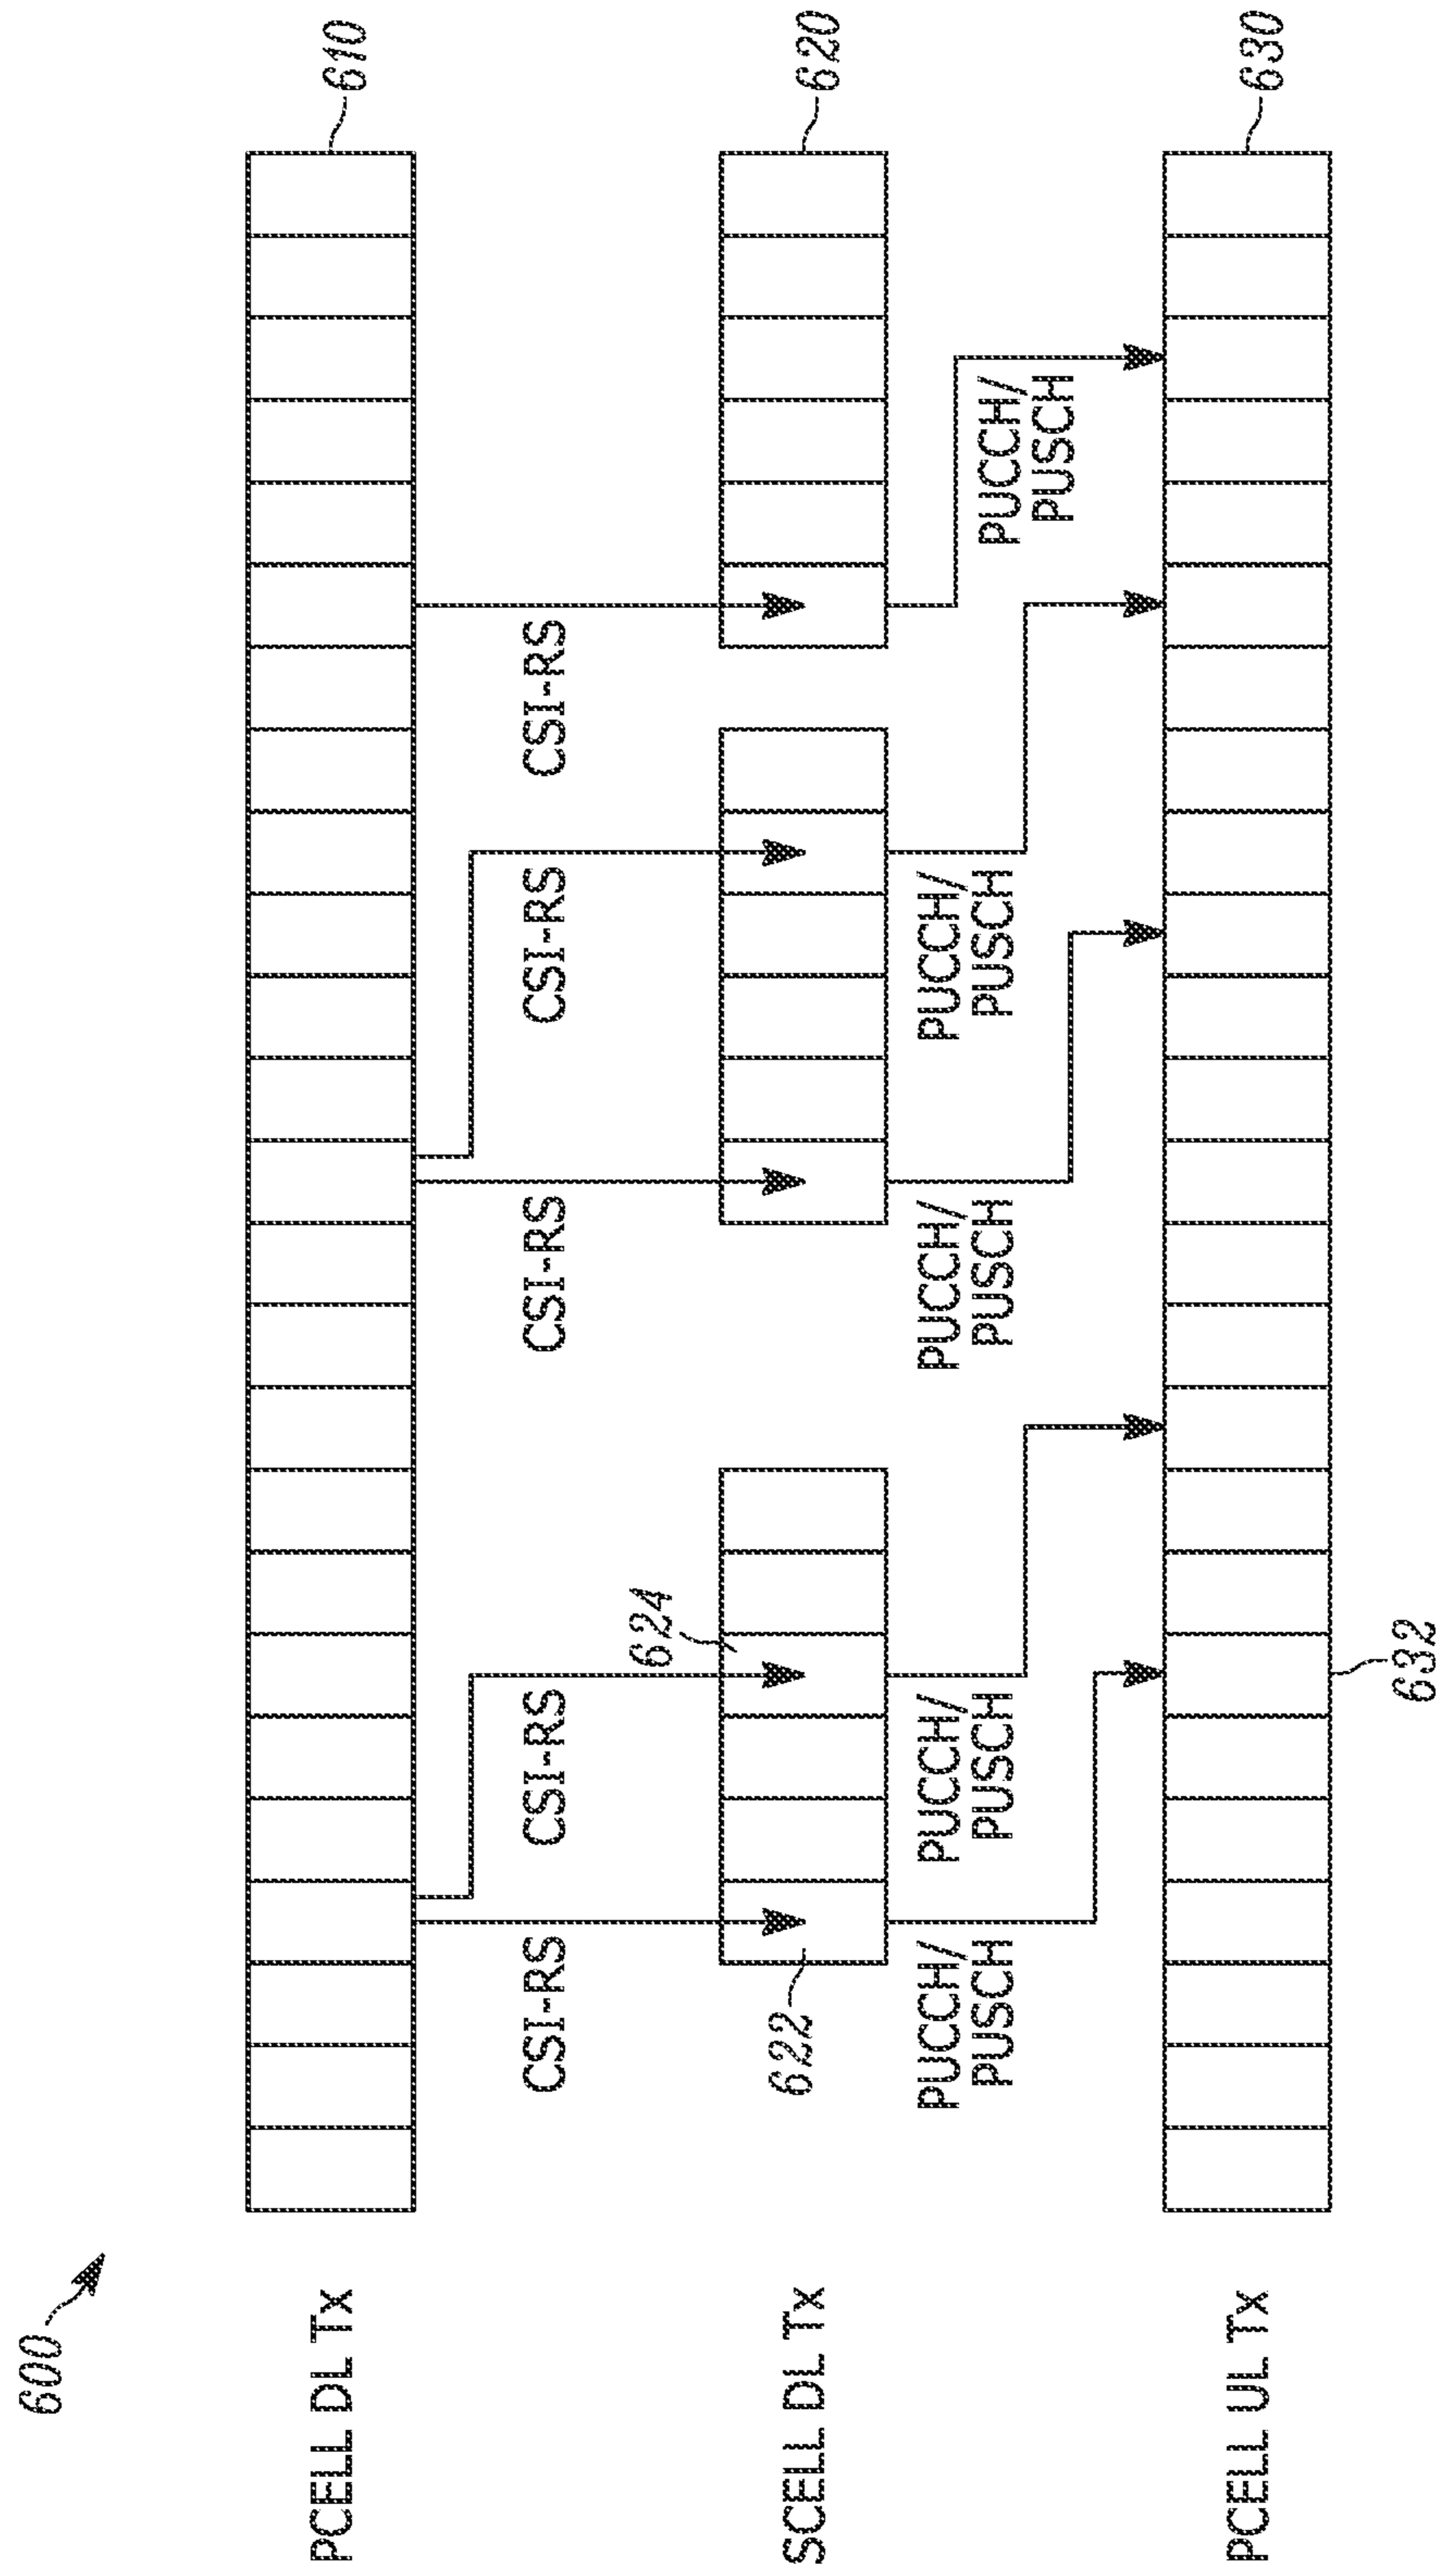 600
PCELL DL Tx
610
CSI-RS
CSI-RS
CSI-RS
CSI-RS
CSI-RS
624
SCELL DL Tx
622
620
PUCCH/
PUSCH
PUCCH/
PUSCH
PUCCH/
PUSCH
PUCCH/
PUSCH
PUCCH/
PUSCH
PCELL UL Tx
630
632